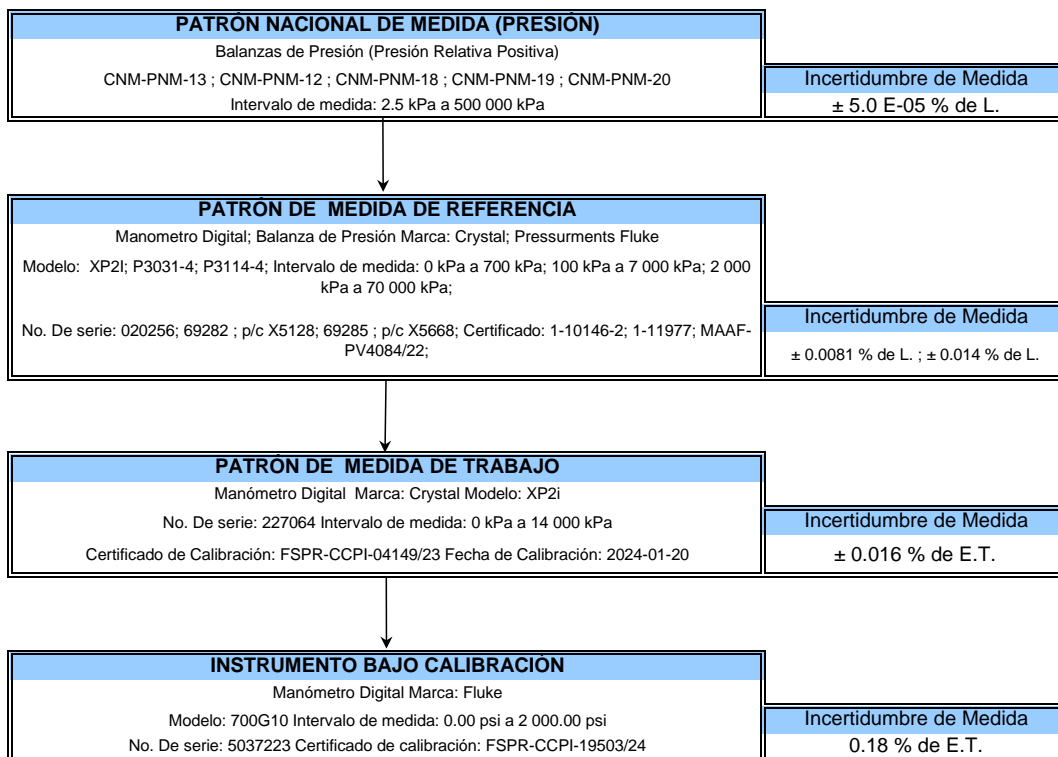 PATRÓN NACIONAL DE MEDIDA (PRESIÓN)
Balanzas de Presión (Presión Relativa Positiva)
CNM-PNM-13 ; CNM-PNM-12 ; CNM-PNM-18 ; CNM-PNM-19 ; CNM-PNM-20
Intervalo de medida: 2.5 kPa a 500 000 kPa
Incertidumbre de Medida
± 5.0 E-05 % de L.
PATRÓN DE MEDIDA DE REFERENCIA
Manometro Digital; Balanza de Presión Marca: Crystal; Pressurments Fluke
Modelo: XP2I; P3031-4; P3114-4; Intervalo de medida: 0 kPa a 700 kPa; 100 kPa a 7 000 kPa; 2 000
kPa a 70 000 kPa;
No. De serie: 020256; 69282 ; p/c X5128; 69285 ; p/c X5668; Certificado: 1-10146-2; 1-11977; MAAF-
PV4084/22;
Incertidumbre de Medida
± 0.0081 % de L. ; ± 0.014 % de L.
PATRÓN DE MEDIDA DE TRABAJO
Manómetro Digital Marca: Crystal Modelo: XP2i
No. De serie: 227064 Intervalo de medida: 0 kPa a 14 000 kPa
Certificado de Calibración: FSPR-CCPI-04149/23 Fecha de Calibración: 2024-01-20
Incertidumbre de Medida
± 0.016 % de E.T.
INSTRUMENTO BAJO CALIBRACIÓN
Manómetro Digital Marca: Fluke
Modelo: 700G10 Intervalo de medida: 0.00 psi a 2 000.00 psi
No. De serie: 5037223 Certificado de calibración: FSPR-CCPI-19503/24
Incertidumbre de Medida
0.18 % de E.T.